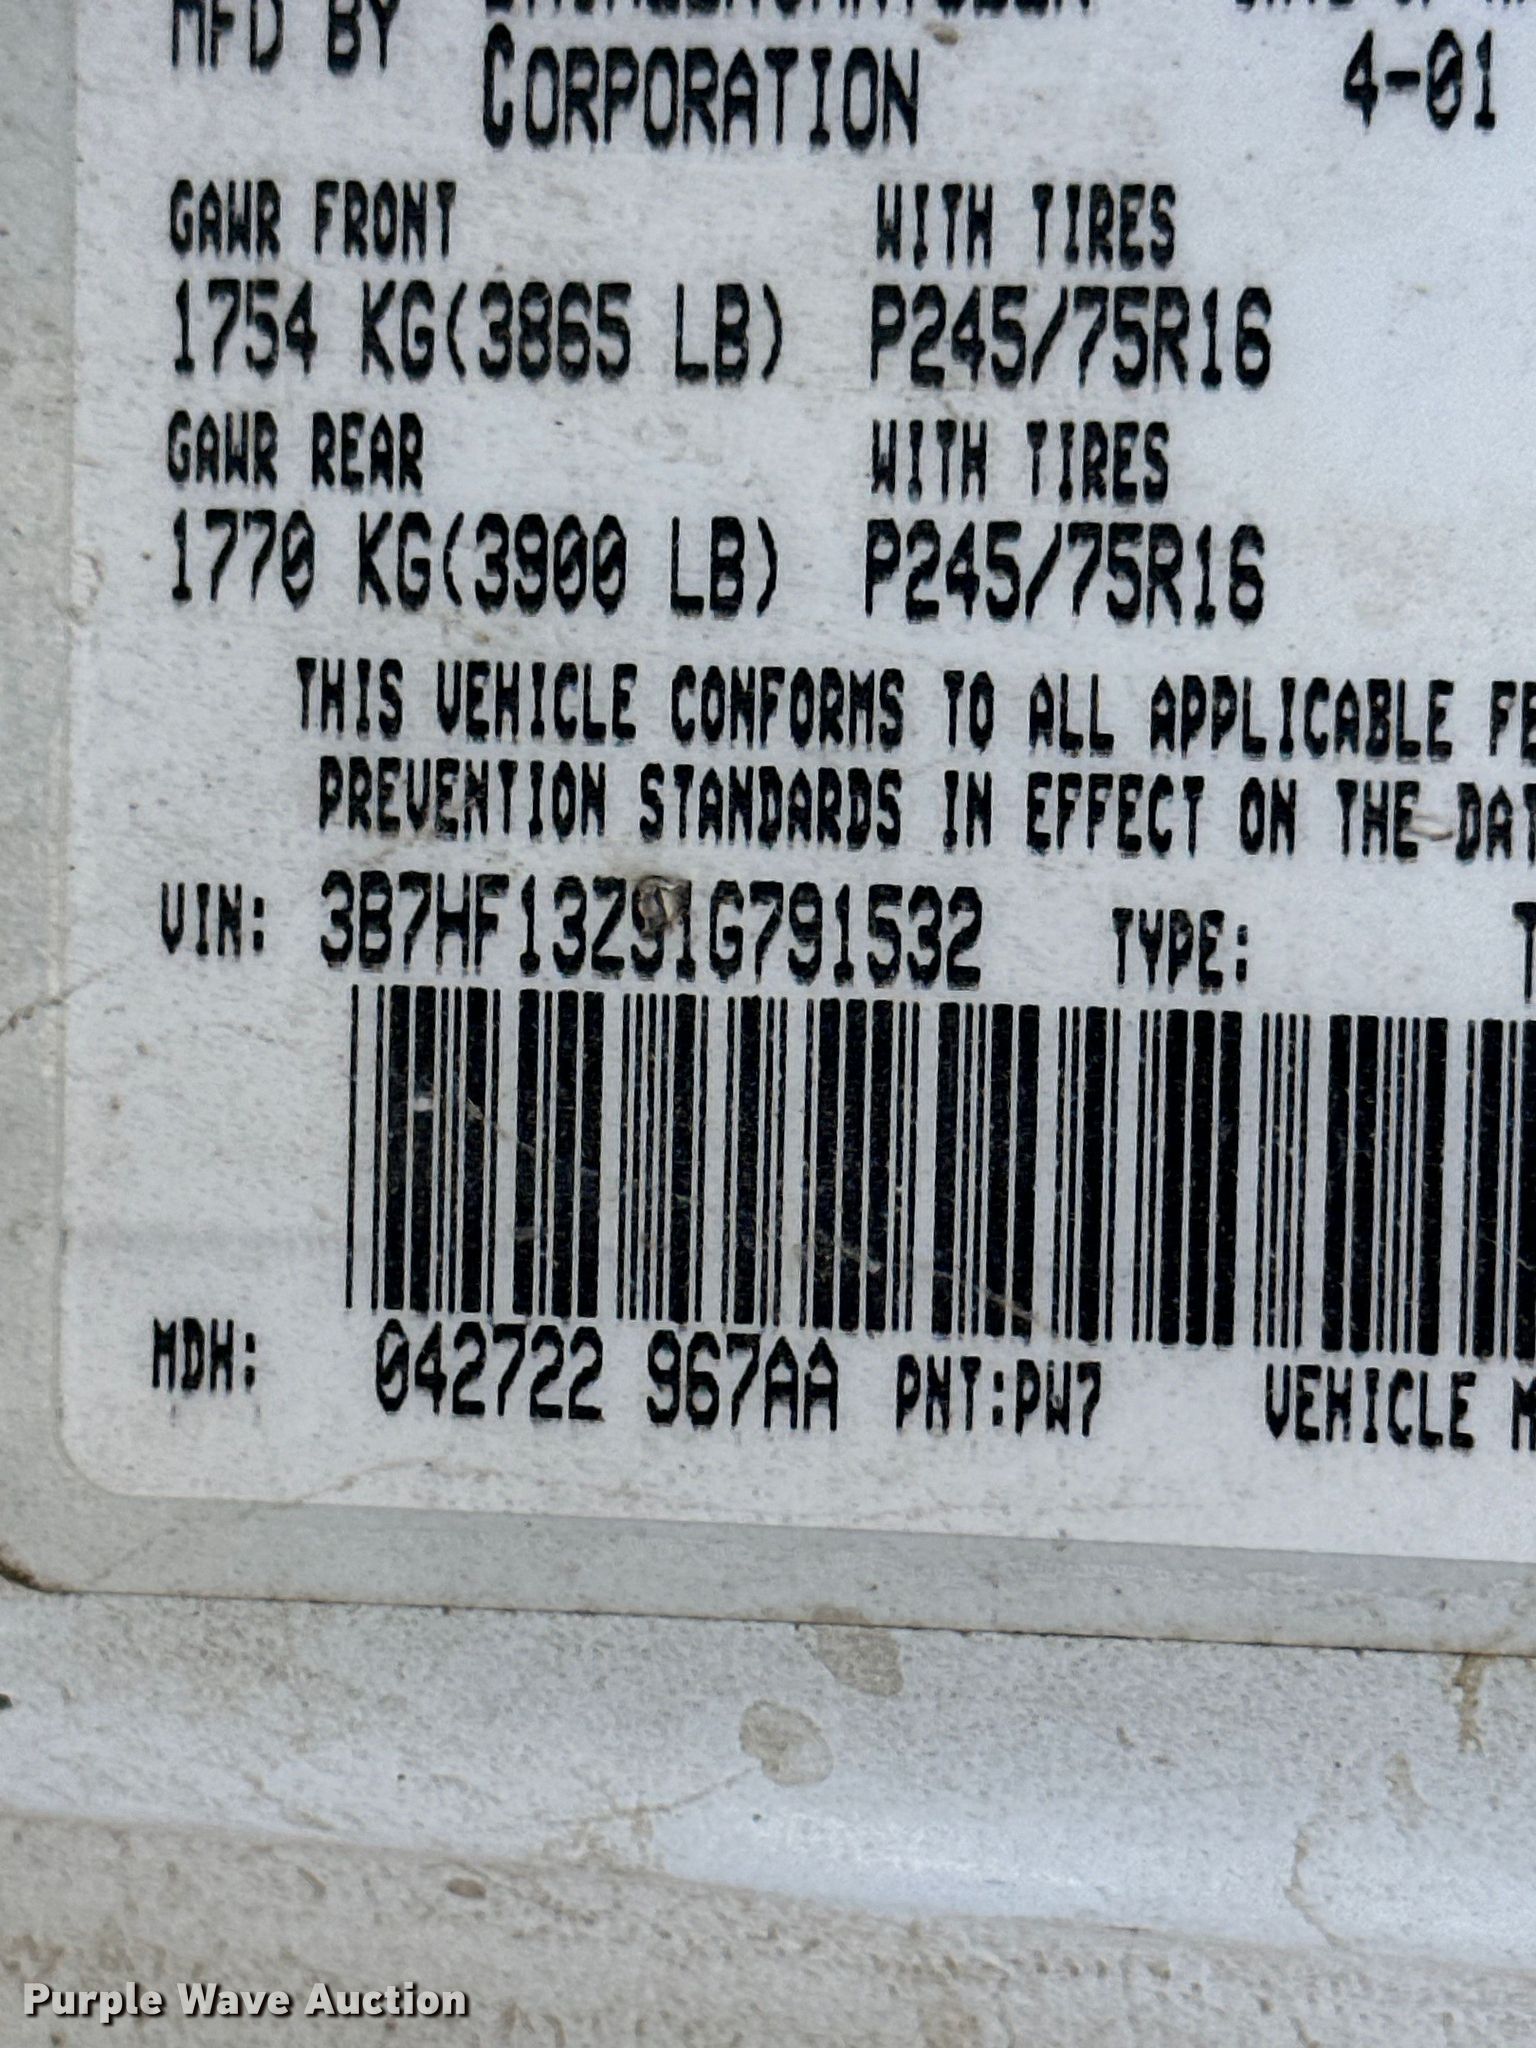 MFD BY CORPORATION 4-01
GAWR FRONT WITH TIRES
1754 KG(3865 LB) P245/75R16
GAWR REAR WITH TIRES
1770 KG(3900 LB) P245/75R16
THIS VEHICLE CONFORMS TO ALL APPLICABLE FE
PREVENTION STANDARDS IN EFFECT ON THE DAT
VIN: 3B7HF13Z91G791532 TYPE: T
MDH: 042722 967AA PNT:PW7 VEHICLE M
Purple Wave Auction